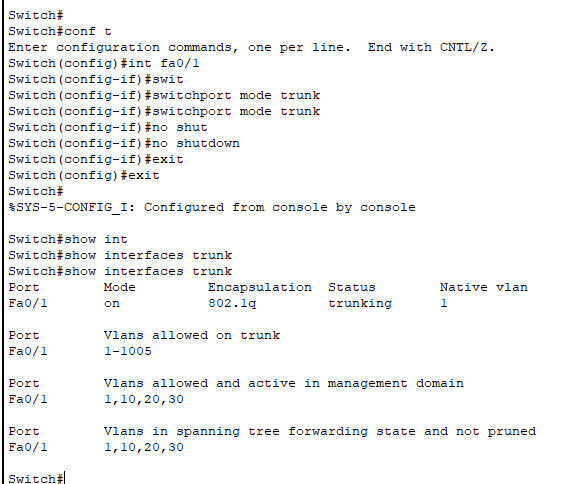 Switch#
Switch#conf t
Enter configuration commands, one per line.  End with CNTL/Z.
Switch(config)#int fa0/1
Switch(config-if)#swit
Switch(config-if)#switchport mode trunk
Switch(config-if)#switchport mode trunk
Switch(config-if)#no shut
Switch(config-if)#no shutdown
Switch(config-if)#exit
Switch(config)#exit
Switch#
%SYS-5-CONFIG_I: Configured from console by console
Switch#show int
Switch#show interfaces trunk
Switch#show interfaces trunk
Port        Mode         Encapsulation  Status        Native vlan
Fa0/1       on           802.1q         trunking      1
Port        Vlans allowed on trunk
Fa0/1       1-1005
Port        Vlans allowed and active in management domain
Fa0/1       1,10,20,30
Port        Vlans in spanning tree forwarding state and not pruned
Fa0/1       1,10,20,30
Switch#